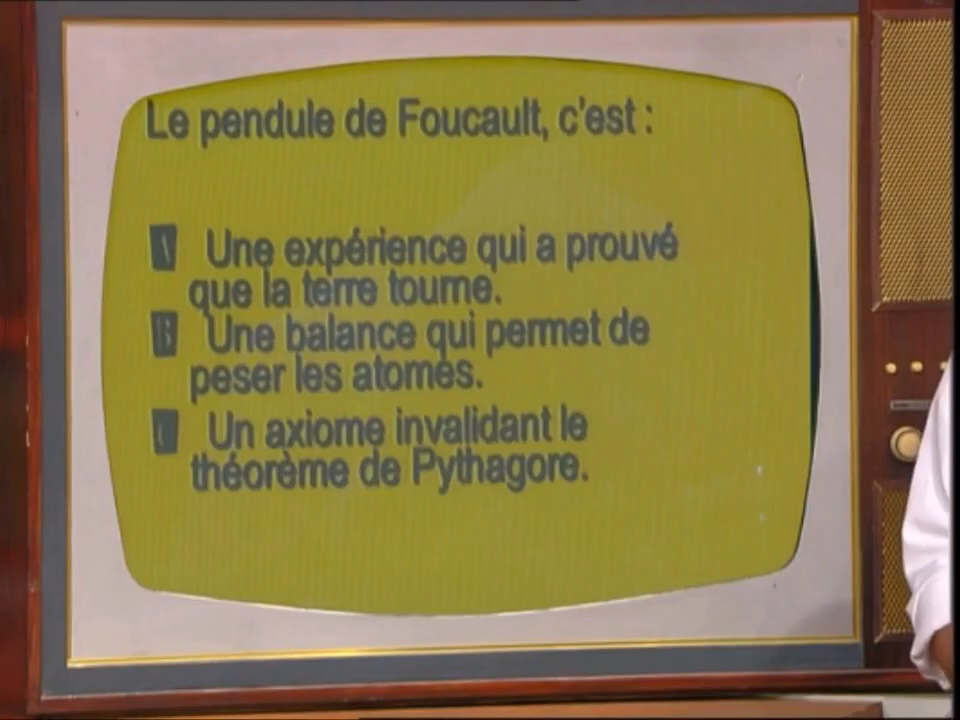 Le pendule de Foucault, c'est :
A Une expérience qui a prouvé
que la terre tourne.
B Une balance qui permet de
peser les atomes.
C Un axiome invalidant le
théorème de Pythagore.